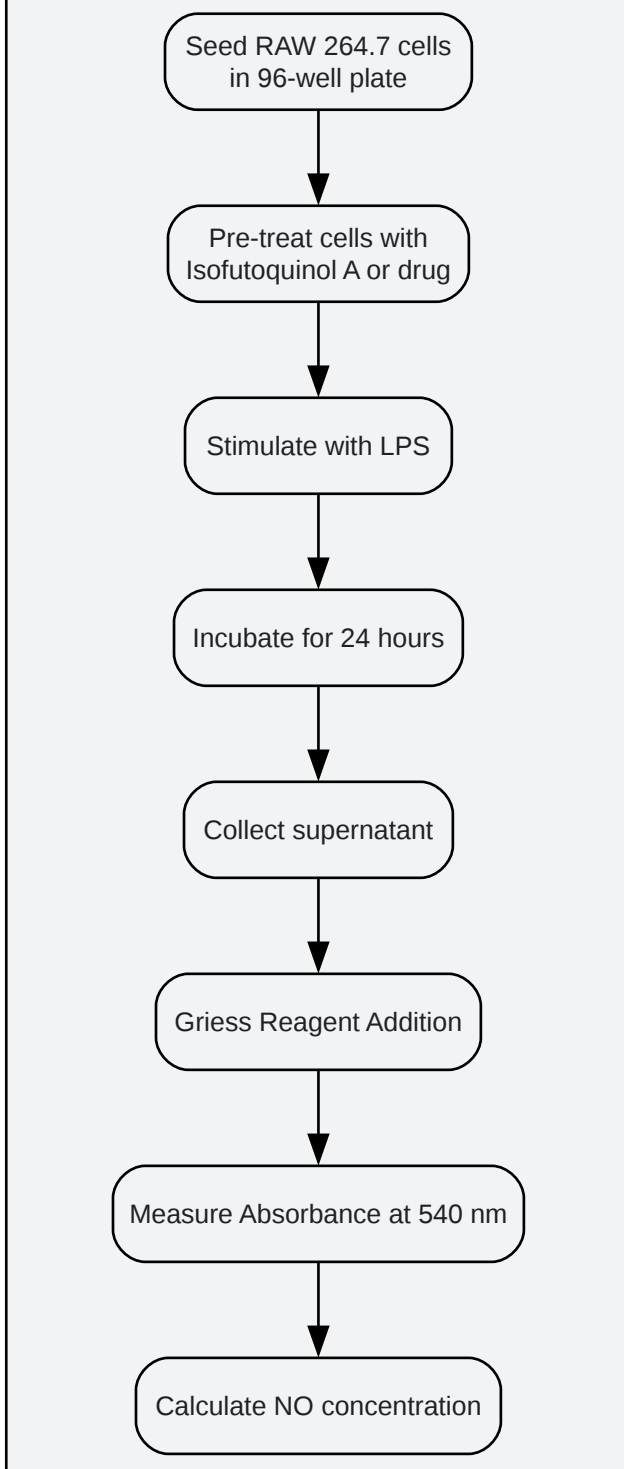 Seed RAW 264.7 cells
in 96-well plate
Pre-treat cells with
Isofutoquinol A or drug
Stimulate with LPS
Incubate for 24 hours
Collect supernatant
Griess Reagent Addition
Measure Absorbance at 540 nm
Calculate NO concentration